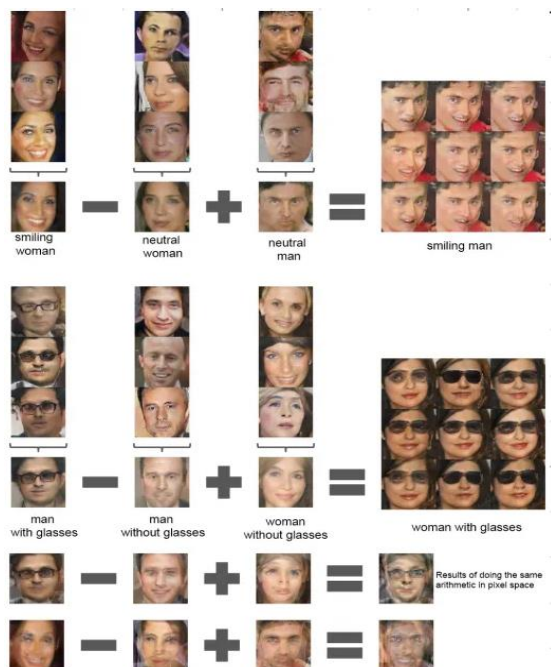 smiling
woman
neutral
woman
neutral
man
smiling man
man
with glasses
man
without glasses
woman
without glasses
woman with glasses
Results of doing the same
arithmetic in pixel space